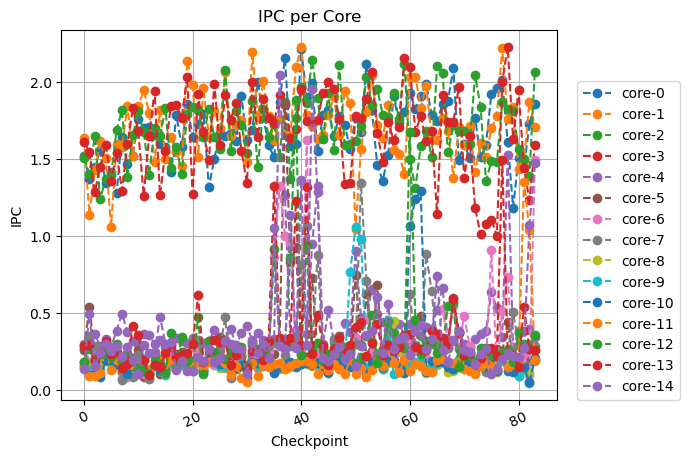 IPC per Core
IPC
2.0
1.5
1.0
0.5
0.0
0
20
40
60
80
Checkpoint
core-0
core-1
core-2
core-3
core-4
core-5
core-6
core-7
core-8
core-9
core-10
core-11
core-12
core-13
core-14